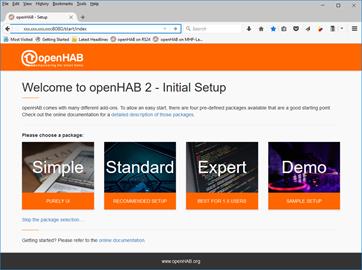 File Edit View History Bookmarks Tools Help
openHAB - Setup
xxx.xxx.xxx.xxx:8080/start/index
Search
Most Visited Getting Started Latest Headlines openHAB on RS24 openHAB on MHF-La...
openHAB
empowering the smart home
Welcome to openHAB 2 - Initial Setup
openHAB comes with many different add-ons. To allow an easy start, there are four pre-defined packages available that are a good starting point.
Check out the online documentation for a detailed description of those packages.
Please choose a package:
Simple Standard Expert Demo
PURELY UI RECOMMENDED SETUP BEST FOR 1.X USERS SAMPLE SETUP
Skip the package selection...
Getting started? Please refer to the online documentation
www.openHAB.org